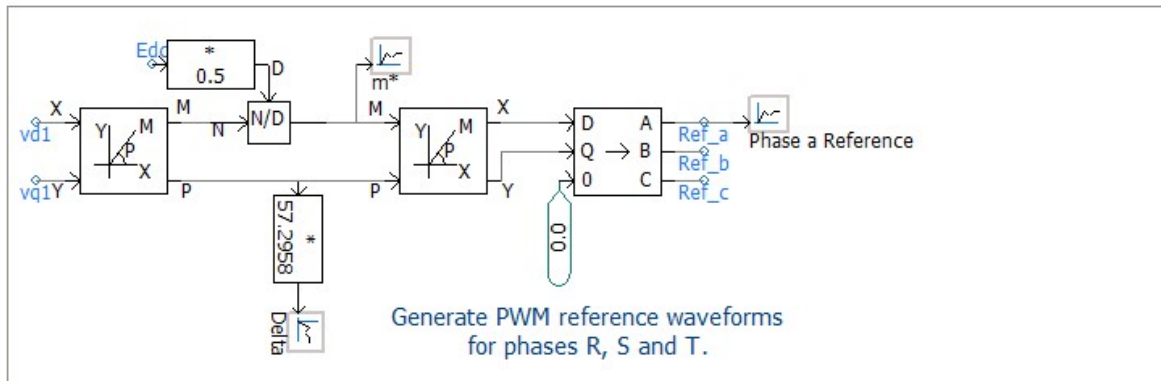 Edc
*
0.5
D
m*
X
M
N
N/D
M
X
D
A
Ref_a
Phase a Reference
vd1
Y
M
P
X
Y
M
P
X
Q
B
Ref_b
vq1
Y
P
P
Y
0
C
Ref_c
*
57.2958
0.0
Delta
Generate PWM reference waveforms
for phases R, S and T.